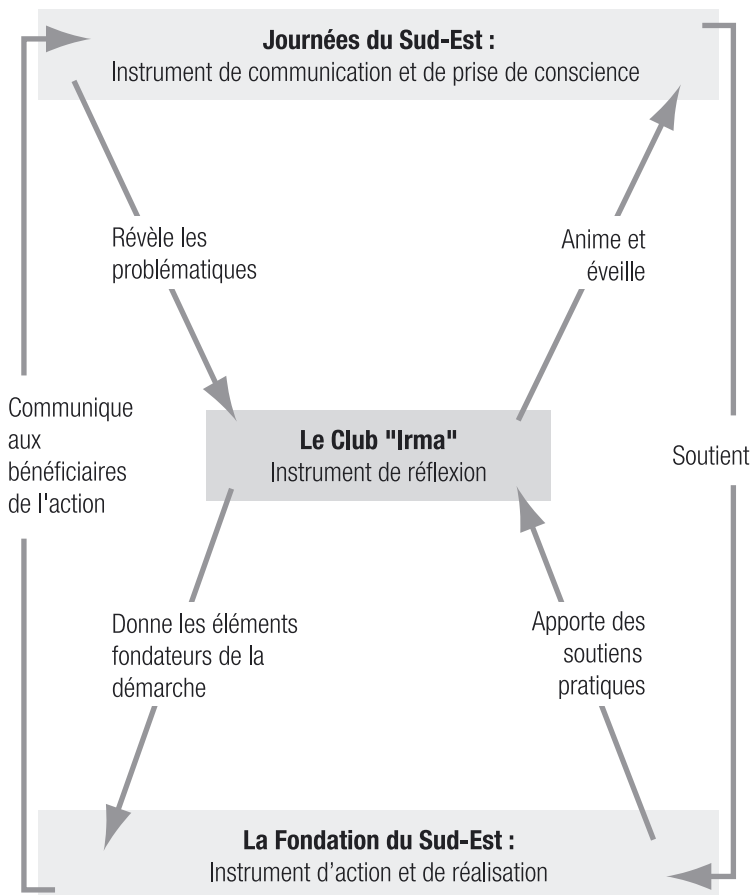 Journées du Sud-Est :
Instrument de communication et de prise de conscience
Révèle les
problématiques
Anime et
éveille
Communique
aux
bénéficiaires
de l'action
Le Club "Irma"
Instrument de réflexion
Soutient
Donne les éléments
fondateurs de la
démarche
Apporte des
soutiens
pratiques
La Fondation du Sud-Est :
Instrument d’action et de réalisation